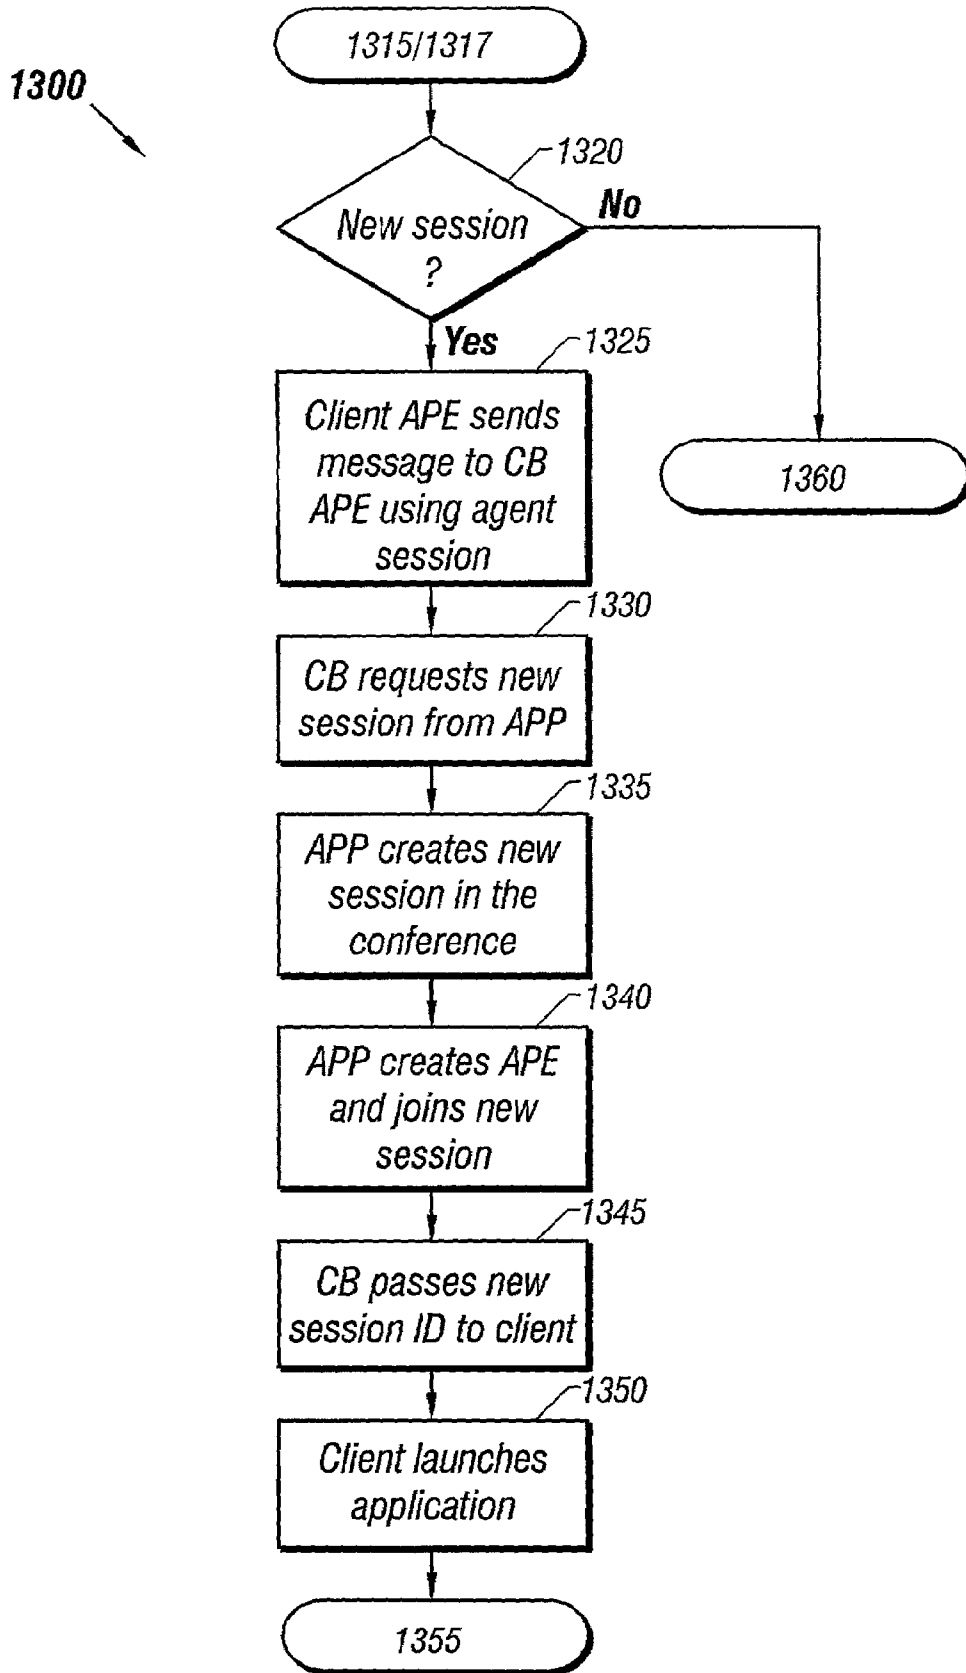 1315/1317
1300
1320
New session
?
No
Yes
1325
Client APE sends
message to CB
APE using agent
session
1360
1330
CB requests new
session from APP
1335
APP creates new
session in the
conference
1340
APP creates APE
and joins new
session
1345
CB passes new
session ID to client
1350
Client launches
application
1355